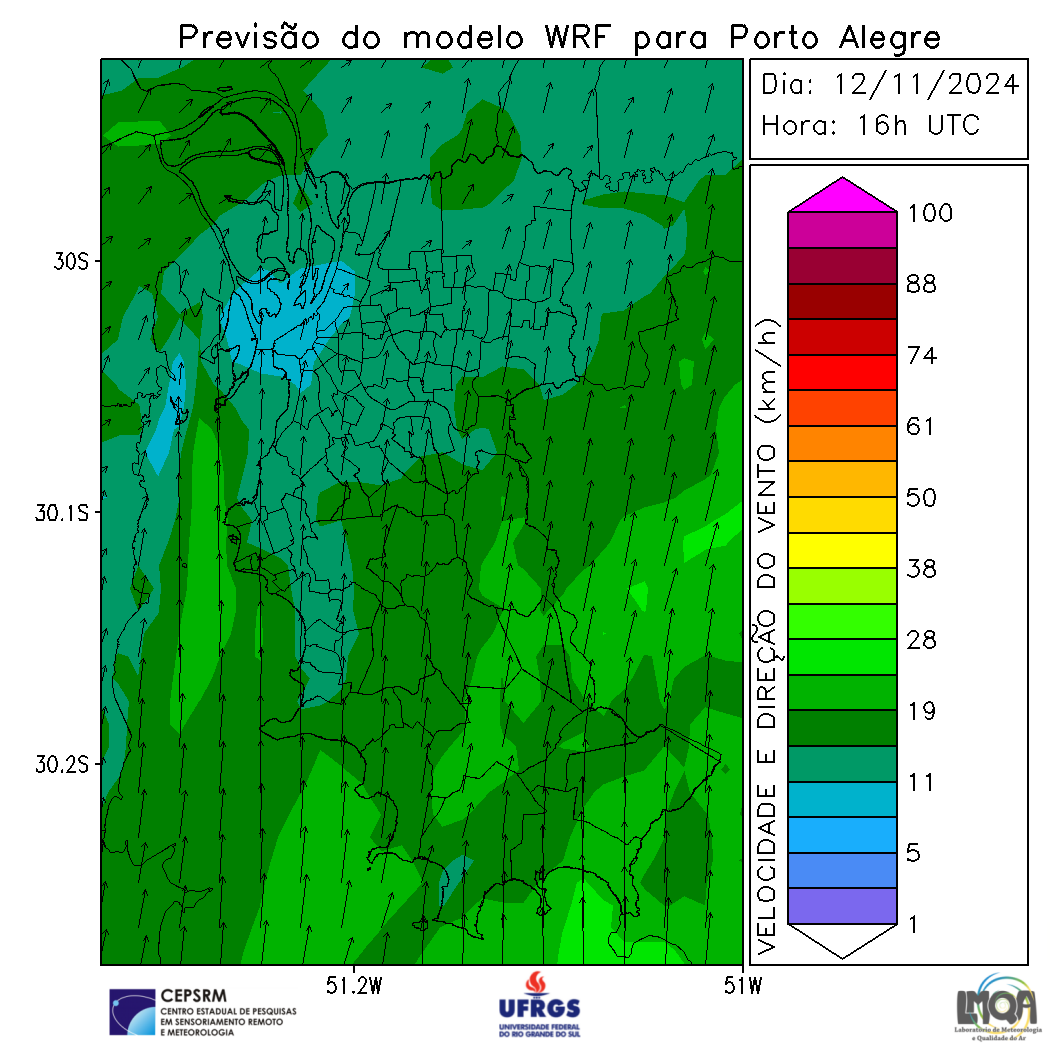 Previsão do modelo WRF para Porto Alegre
Dia: 12/11/2024
Hora: 16h UTC
30S
30.1S
30.2S
51.2W
51W
VELOCIDADE E DIREÇÃO DO VENTO (km/h)
100
88
74
61
50
38
28
19
11
5
1
CEPSRM
CENTRO ESTADUAL DE PESQUISAS
EM SENSORIAMENTO REMOTO
E METEOROLOGIA
UFRGS
UNIVERSIDADE FEDERAL
DO RIO GRANDE DO SUL
LMQA
Laboratório de Meteorologia
e Qualidade do Ar